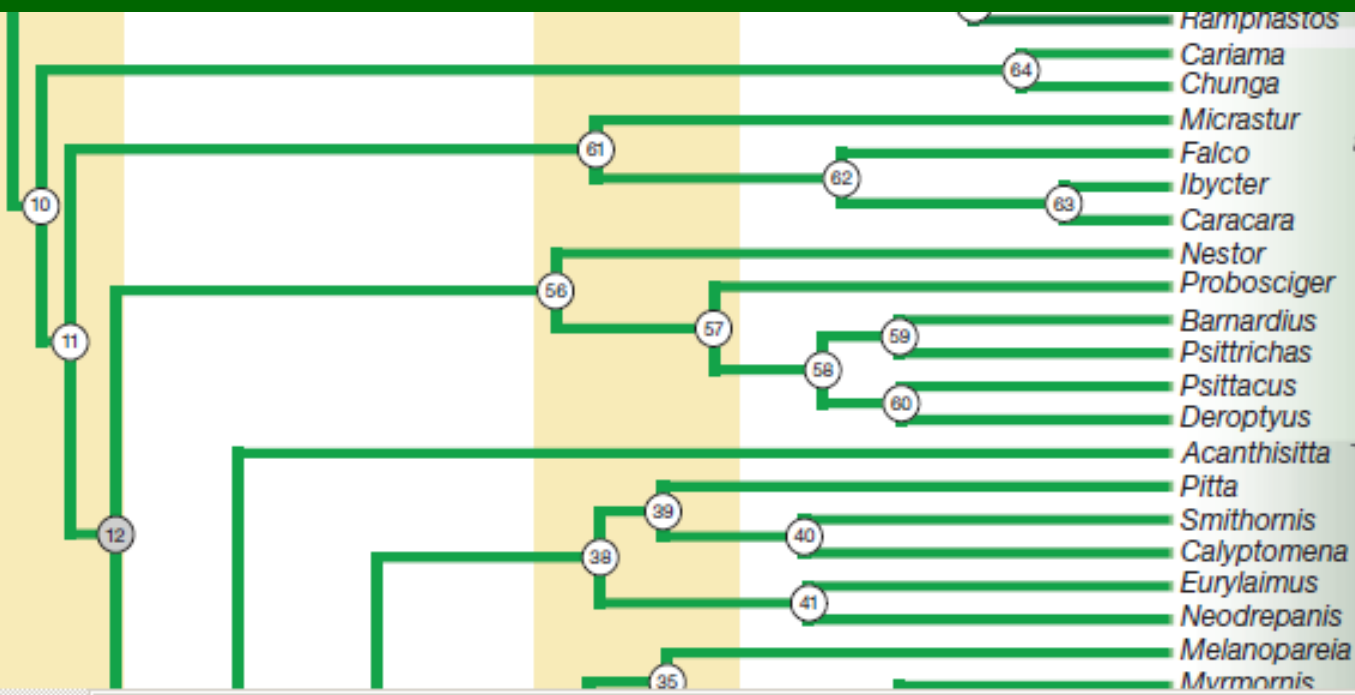 Ramphastos
Cariama
64
Chunga
Micrastur
61
Falco
62
Ibycter
63
10
Caracara
Nestor
56
Probosciger
57
11
Barnardius
59
Psittrichas
58
Psittacus
60
Deroptyus
Acanthisitta
Pitta
39
Smithornis
12
40
Calyptomena
38
Eurylaimus
41
Neodrepanis
Melanopareia
35
Myrmornis